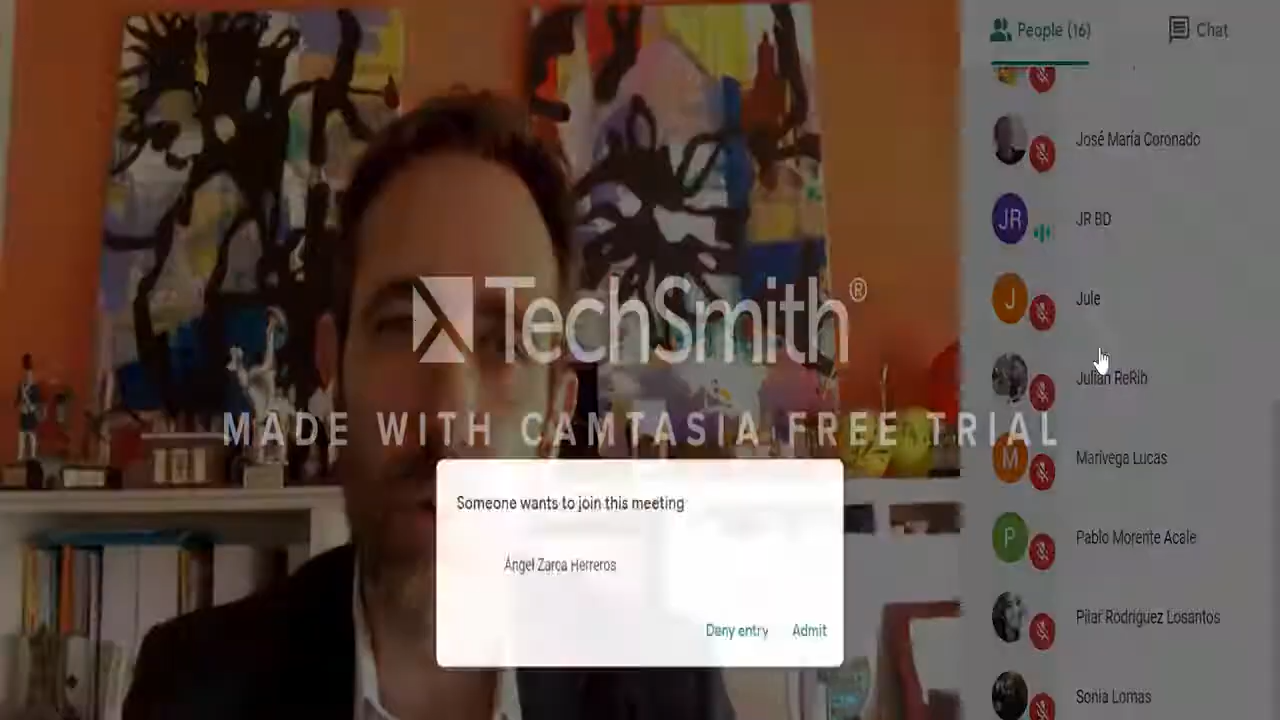 People (16)
Chat
José María Coronado
JR
JR BD
J
Jule
Julian ReRib
M
Marivega Lucas
P
Pablo Morente Acale
Pilar Rodríguez Losantos
Sonia Lomas
TechSmith®
MADE WITH CAMTASIA FREE TRIAL
Someone wants to join this meeting
Ángel Zarca Herreros
Deny entry
Admit